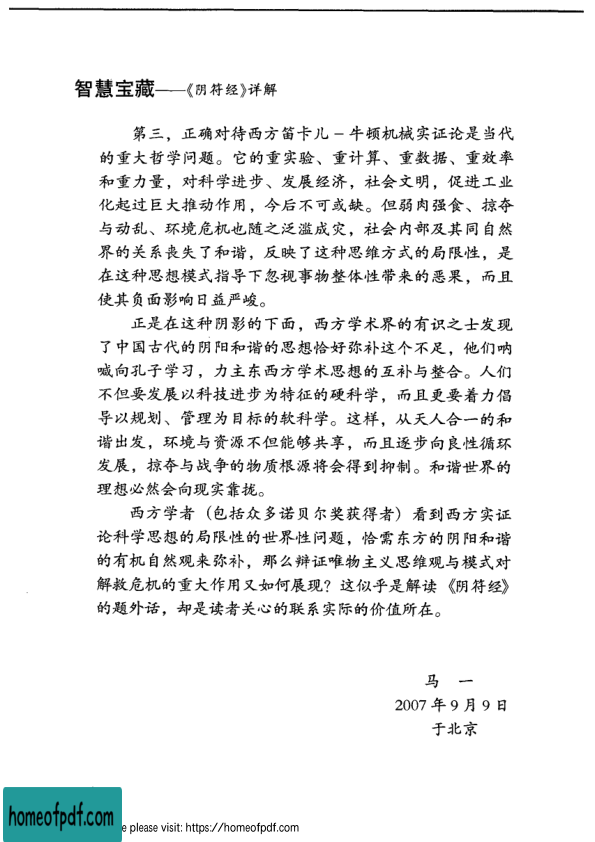 智慧宝藏——《阴符经》详解
第三，正确对待西方笛卡儿－牛顿机械实证论是当代
的重大哲学问题。它的重实验、重计算、重数据、重效率
和重力量，对科学进步、发展经济，社会文明，促进工业
化起过巨大推动作用，今后不可或缺。但弱肉强食、掠夺
与动乱、环境危机也随之泛滥成灾，社会内部及其同自然
界的关系丧失了和谐，反映了这种思维方式的局限性，是
在这种思想模式指导下忽视事物整体性带来的恶果，而且
使其负面影响日益严峻。
正是在这种阴影的下面，西方学术界的有识之士发现
了中国古代的阴阳和谐的思想恰好弥补这个不足，他们呐
喊向孔子学习，力主东西方学术思想的互补与整合。人们
不但要发展以科技进步为特征的硬科学，而且更要着力倡
导以规划、管理为目标的软科学。这样，从天人合一的和
谐出发，环境与资源不但能够共享，而且逐步向良性循环
发展，掠夺与战争的物质根源将会得到抑制。和谐世界的
理想必然会向现实靠拢。
西方学者（包括众多诺贝尔奖获得者）看到西方实证
论科学思想的局限性的世界性问题，恰需东方的阴阳和谐
的有机自然观来弥补，那么辩证唯物主义思维观与模式对
解救危机的重大作用又如何展现？这似乎是解读《阴符经》
的题外话，却是读者关心的联系实际的价值所在。
马　一
2007年9月9日
于北京
homeofpdf.com
e please visit: https://homeofpdf.com